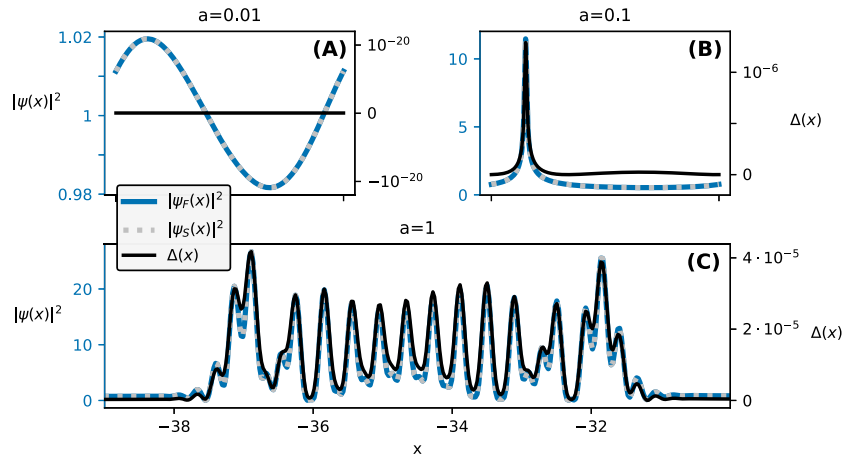 a=0.01
a=0.1
(A)
(B)
|ψ(x)|²
1.02
1
0.98
10⁻²⁰
0
−10⁻²⁰
10
5
0
10⁻⁶
0
Δ(x)
|ψF(x)|²
|ψS(x)|²
Δ(x)
a=1
(C)
|ψ(x)|²
20
10
0
4·10⁻⁵
2·10⁻⁵
0
Δ(x)
−38
−36
−34
−32
x